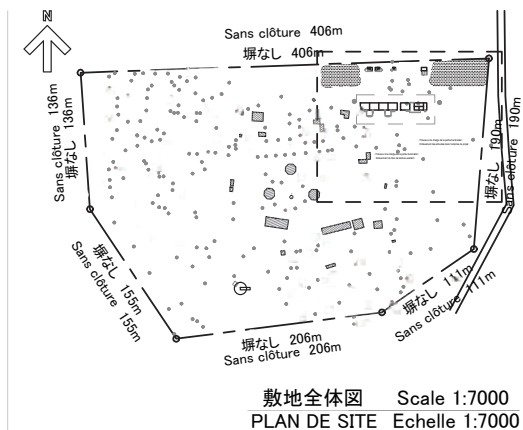 N
Sans clôture 406m
塀なし 406m
Sans clôture 136m
塀なし 136m
塀なし 190m
Sans clôture 190m
塀なし 155m
Sans clôture 155m
塀なし 111m
Sans clôture 111m
塀なし 206m
Sans clôture 206m
敷地全体図 Scale 1:7000
PLAN DE SITE Echelle 1:7000